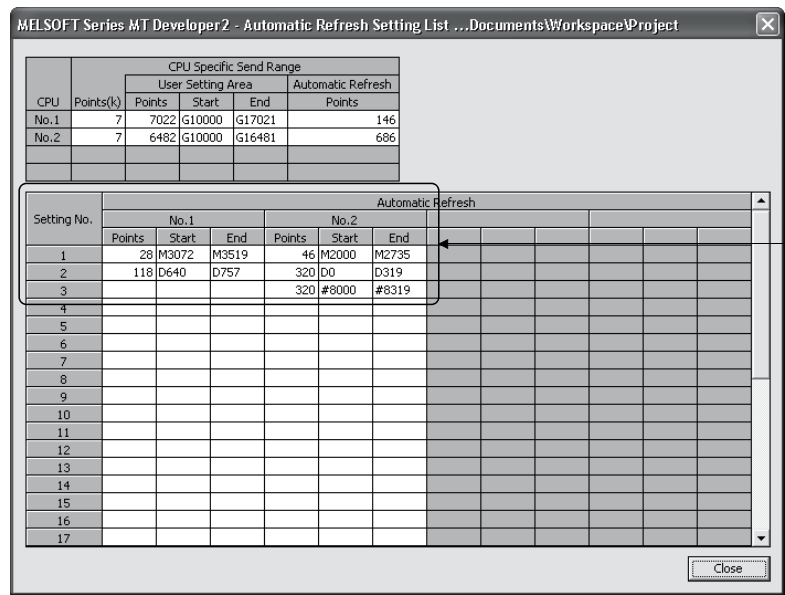 MELSOFT Series MT Developer2 - Automatic Refresh Setting List ...Documents\Workspace\Project
CPU Specific Send Range
User Setting Area Automatic Refresh
CPU Points(k) Points Start End Points
No.1 7 7022 G10000 G17021 146
No.2 7 6482 G10000 G16481 686
Automatic Refresh
Setting No. No.1 No.2
Points Start End Points Start End
1 28 M3072 M3519 46 M2000 M2735
2 118 D640 D757 320 D0 D319
3 320 #8000 #8319
4
5
6
7
8
9
10
11
12
13
14
15
16
17
Close